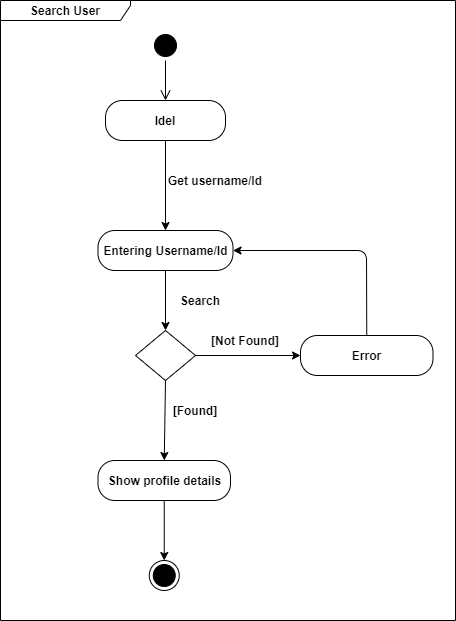 Search User
Idel
Get username/Id
Entering Username/Id
Search
[Not Found]
Error
[Found]
Show profile details